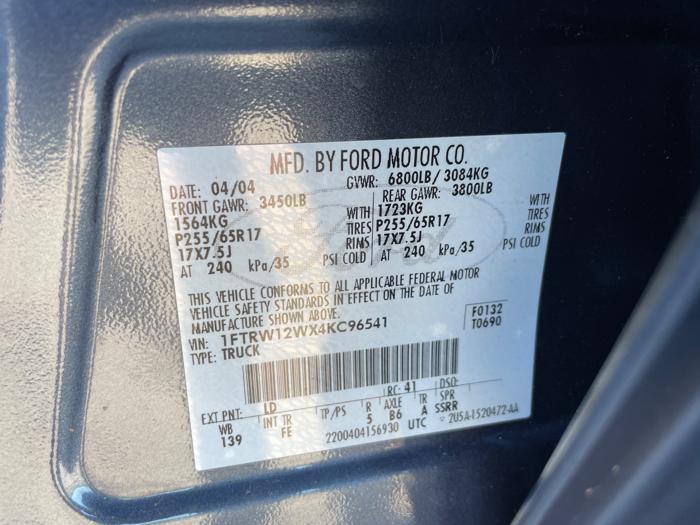 MFD. BY FORD MOTOR CO.
DATE: 04/04 GVWR: 6800LB/ 3084KG
FRONT GAWR: 3450LB REAR GAWR: 3800LB
1564KG WITH 1723KG WITH
P255/65R17 TIRES P255/65R17 TIRES
17X7.5J RIMS 17X7.5J RIMS
AT 240 kPa/35 PSI COLD AT 240 kPa/35 PSI COLD
THIS VEHICLE CONFORMS TO ALL APPLICABLE FEDERAL MOTOR
VEHICLE SAFETY STANDARDS IN EFFECT ON THE DATE OF
MANUFACTURE SHOWN ABOVE.
VIN: 1FTRW12WX4KC96541 F0132
TYPE: TRUCK T0690
EXT PNT: LD RC: 41 DSO:
WB INT TR TP/PS R AXLE TR SPR
139 FE 5 B6 A SSRR
2200404156930 UTC 2U5A-1520472-AA
Ford